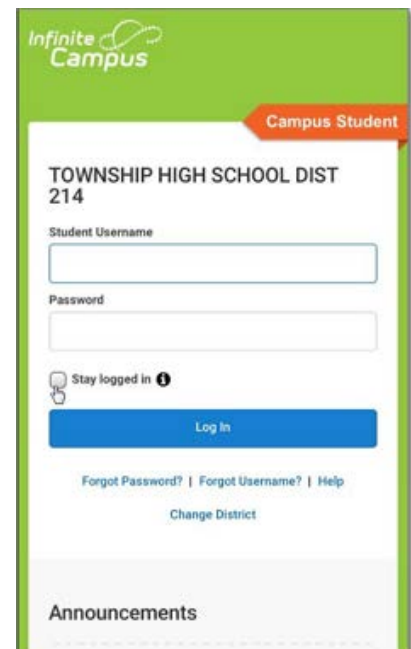 Infinite
Campus
Campus Student
TOWNSHIP HIGH SCHOOL DIST
214
Student Username
Password
Stay logged in
Log In
Forgot Password? | Forgot Username? | Help
Change District
Announcements